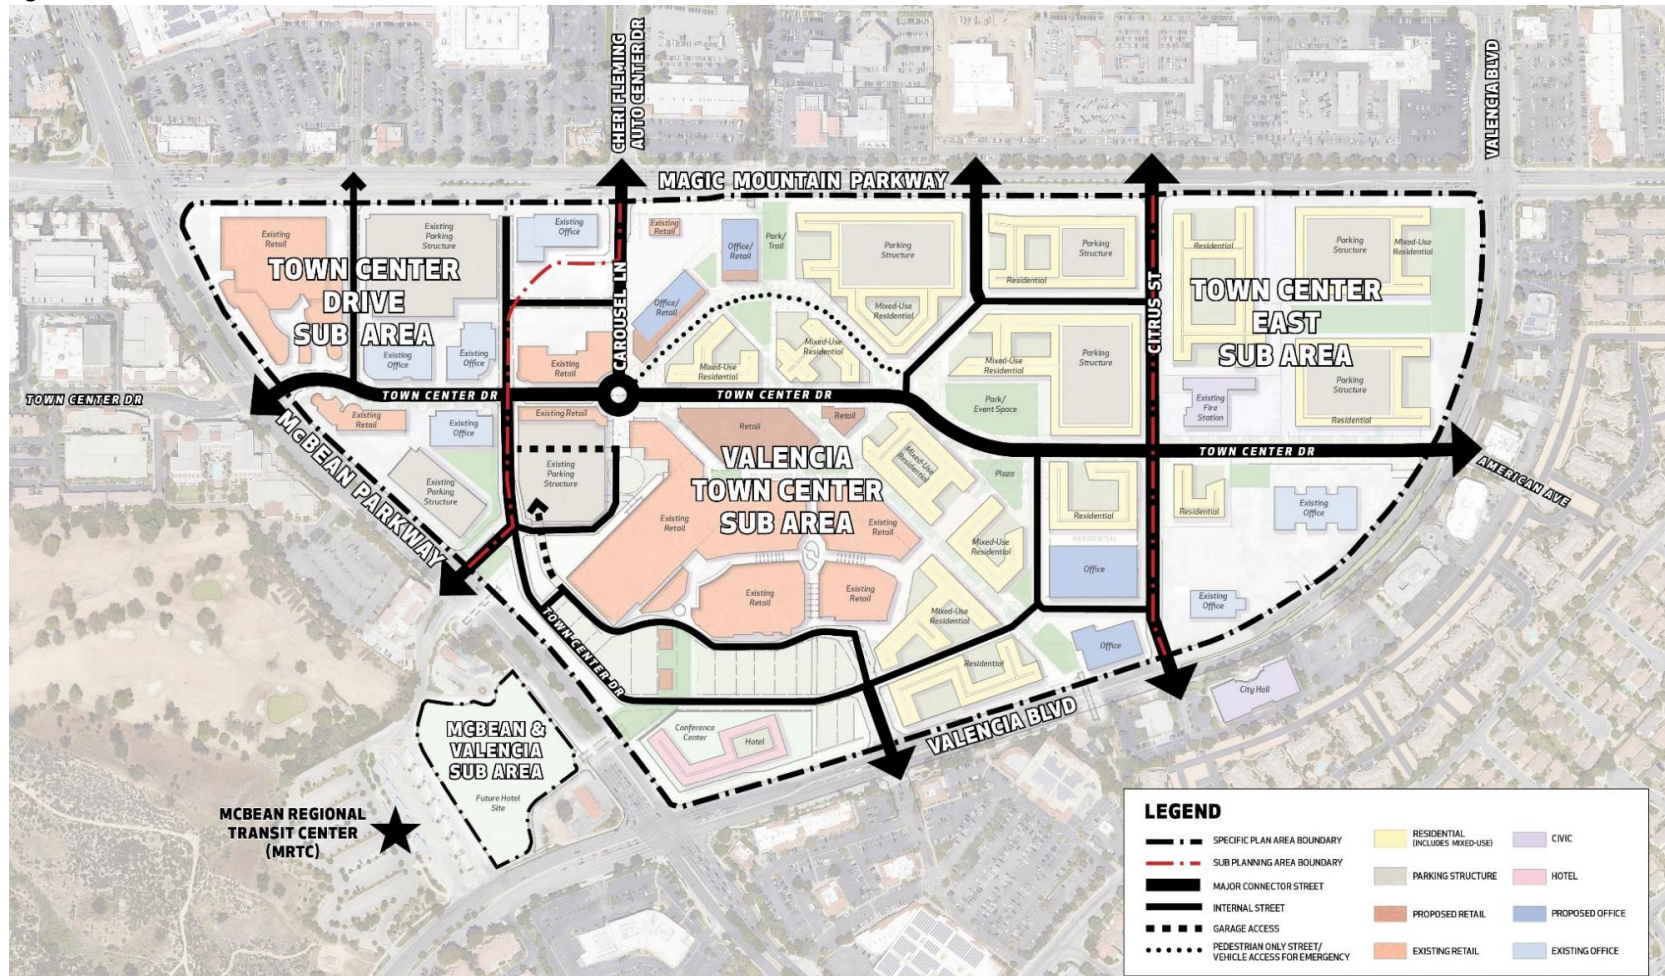 CHERI FLEMING
AUTO CENTER DR
VALENCIA BLVD
MAGIC MOUNTAIN PARKWAY
Existing
Retail
Existing
Parking
Structure
Existing
Office
Existing
Retail
Office/
Retail
Park/
Trail
Parking
Structure
Residential
Parking
Structure
Residential
Parking
Structure
Mixed-Use
Residential
TOWN CENTER
DRIVE
SUB AREA
CAROUSEL LN
Office/
Retail
Mixed-Use
Residential
CITRUS ST
TOWN CENTER
EAST
SUB AREA
Existing
Office
Existing
Office
Existing
Retail
Mixed-Use
Residential
Mixed-Use
Residential
Mixed-Use
Residential
Parking
Structure
Parking
Structure
Residential
Existing
Fire
Station
TOWN CENTER DR
TOWN CENTER DR
TOWN CENTER DR
Park/
Event Space
Existing
Retail
Existing
Office
Existing Retail
Retail
Retail
TOWN CENTER DR
AMERICAN AVE
McBEAN PARKWAY
Existing
Parking
Structure
Existing
Parking
Structure
VALENCIA
TOWN CENTER
SUB AREA
Mixed-Use
Residential
Plaza
Existing
Retail
Existing
Retail
Residential
RESIDENTIAL
Residential
Existing
Office
Mixed-Use
Residential
Office
Existing
Retail
Existing
Retail
Mixed-Use
Residential
Existing
Office
TOWN CENTER DR
Residential
Office
City Hall
Conference
Center
Hotel
VALENCIA BLVD
MCBEAN &
VALENCIA
SUB AREA
Future Hotel
Site
MCBEAN REGIONAL
TRANSIT CENTER
(MRTC)
LEGEND
SPECIFIC PLAN AREA BOUNDARY
SUB PLANNING AREA BOUNDARY
MAJOR CONNECTOR STREET
INTERNAL STREET
GARAGE ACCESS
PEDESTRIAN ONLY STREET/
VEHICLE ACCESS FOR EMERGENCY
RESIDENTIAL
(INCLUDES MIXED-USE)
PARKING STRUCTURE
PROPOSED RETAIL
EXISTING RETAIL
CIVIC
HOTEL
PROPOSED OFFICE
EXISTING OFFICE